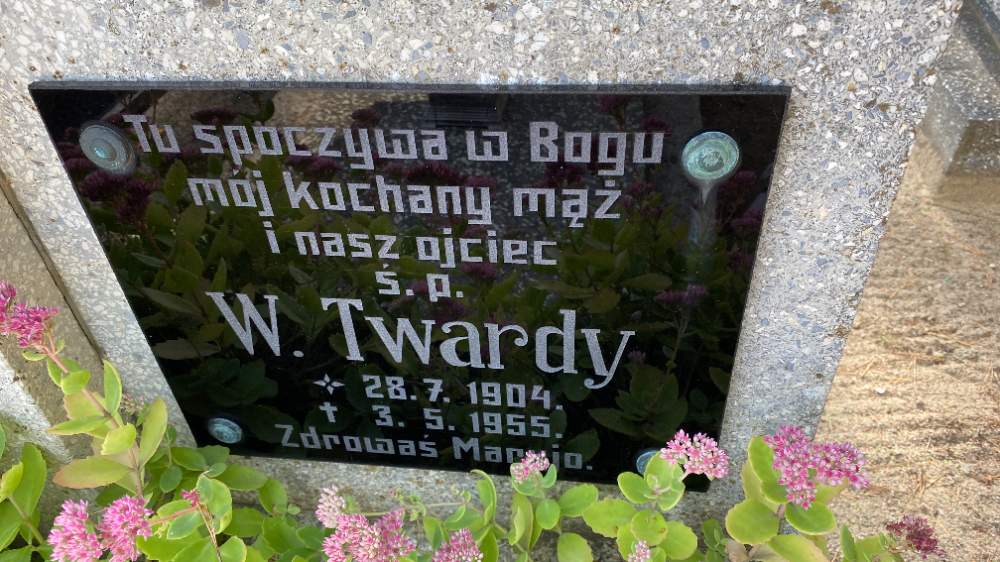 Tu spoczywa w Bogu
mój kochany mąż
i nasz ojciec
ś. p.
W. Twardy
28. 7. 1904.
† 3. 5. 1955.
Zdrowaś Maryjo.